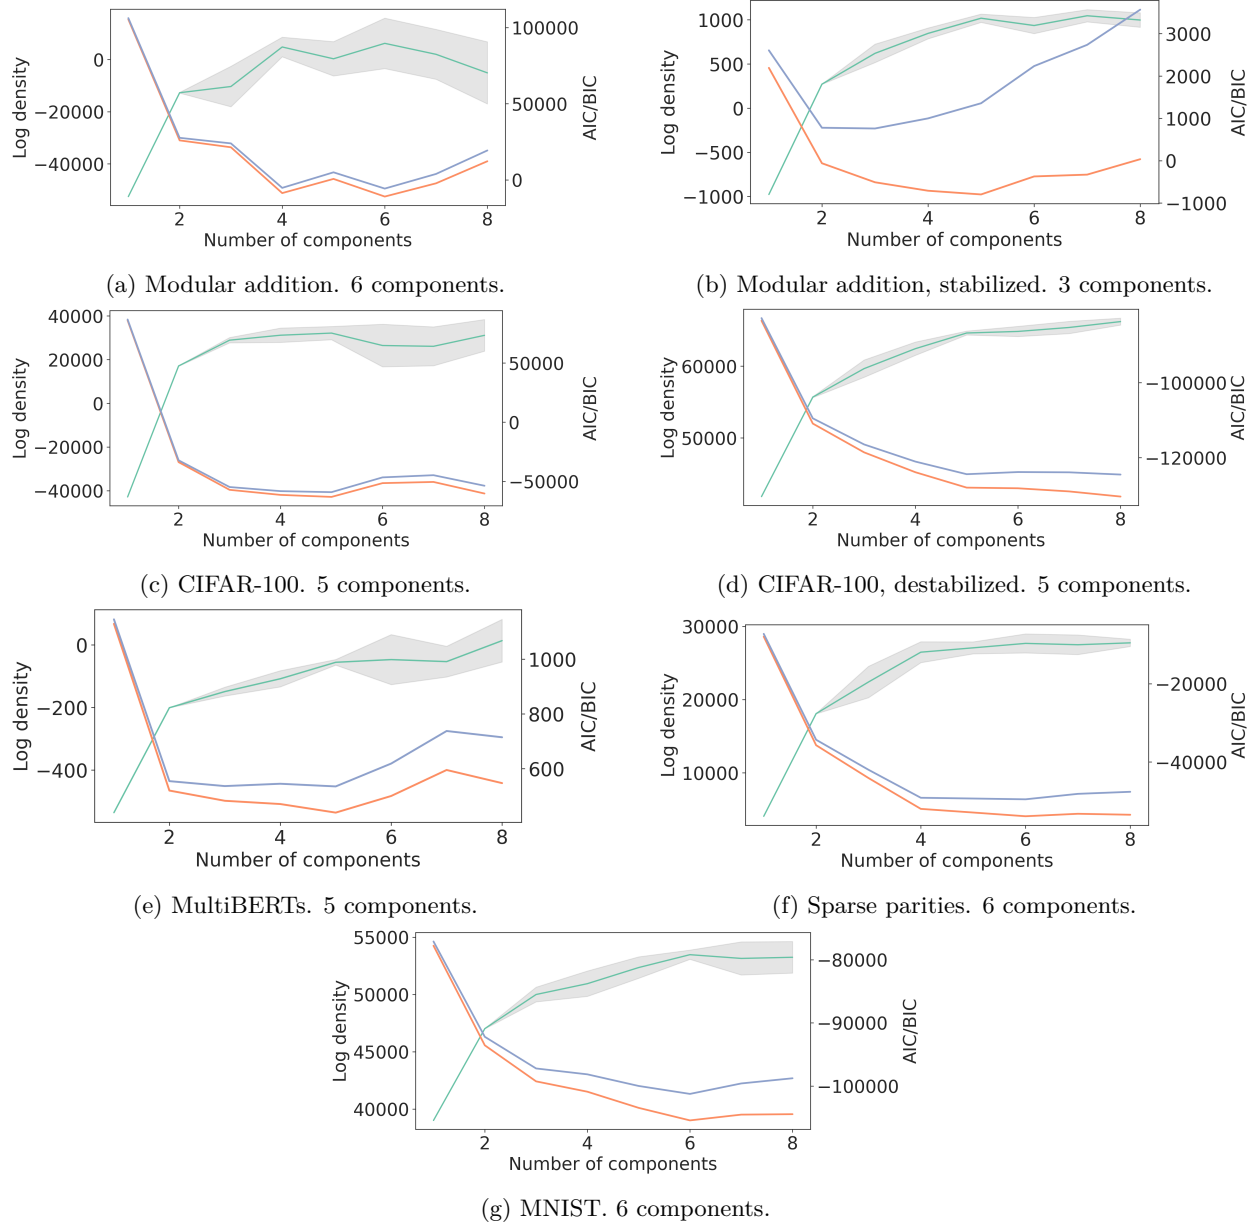 0
−20000
−40000
Log density
100000
50000
0
AIC/BIC
2 4 6 8
Number of components
(a) Modular addition. 6 components.
1000
500
0
−500
−1000
Log density
3000
2000
1000
0
−1000
AIC/BIC
2 4 6 8
Number of components
(b) Modular addition, stabilized. 3 components.
40000
20000
0
−20000
−40000
Log density
50000
0
−50000
AIC/BIC
2 4 6 8
Number of components
(c) CIFAR-100. 5 components.
60000
50000
Log density
−100000
−120000
AIC/BIC
2 4 6 8
Number of components
(d) CIFAR-100, destabilized. 5 components.
0
−200
−400
Log density
1000
800
600
AIC/BIC
2 4 6 8
Number of components
(e) MultiBERTs. 5 components.
30000
20000
10000
Log density
−20000
−40000
AIC/BIC
2 4 6 8
Number of components
(f) Sparse parities. 6 components.
55000
50000
45000
40000
Log density
−80000
−90000
−100000
AIC/BIC
2 4 6 8
Number of components
(g) MNIST. 6 components.